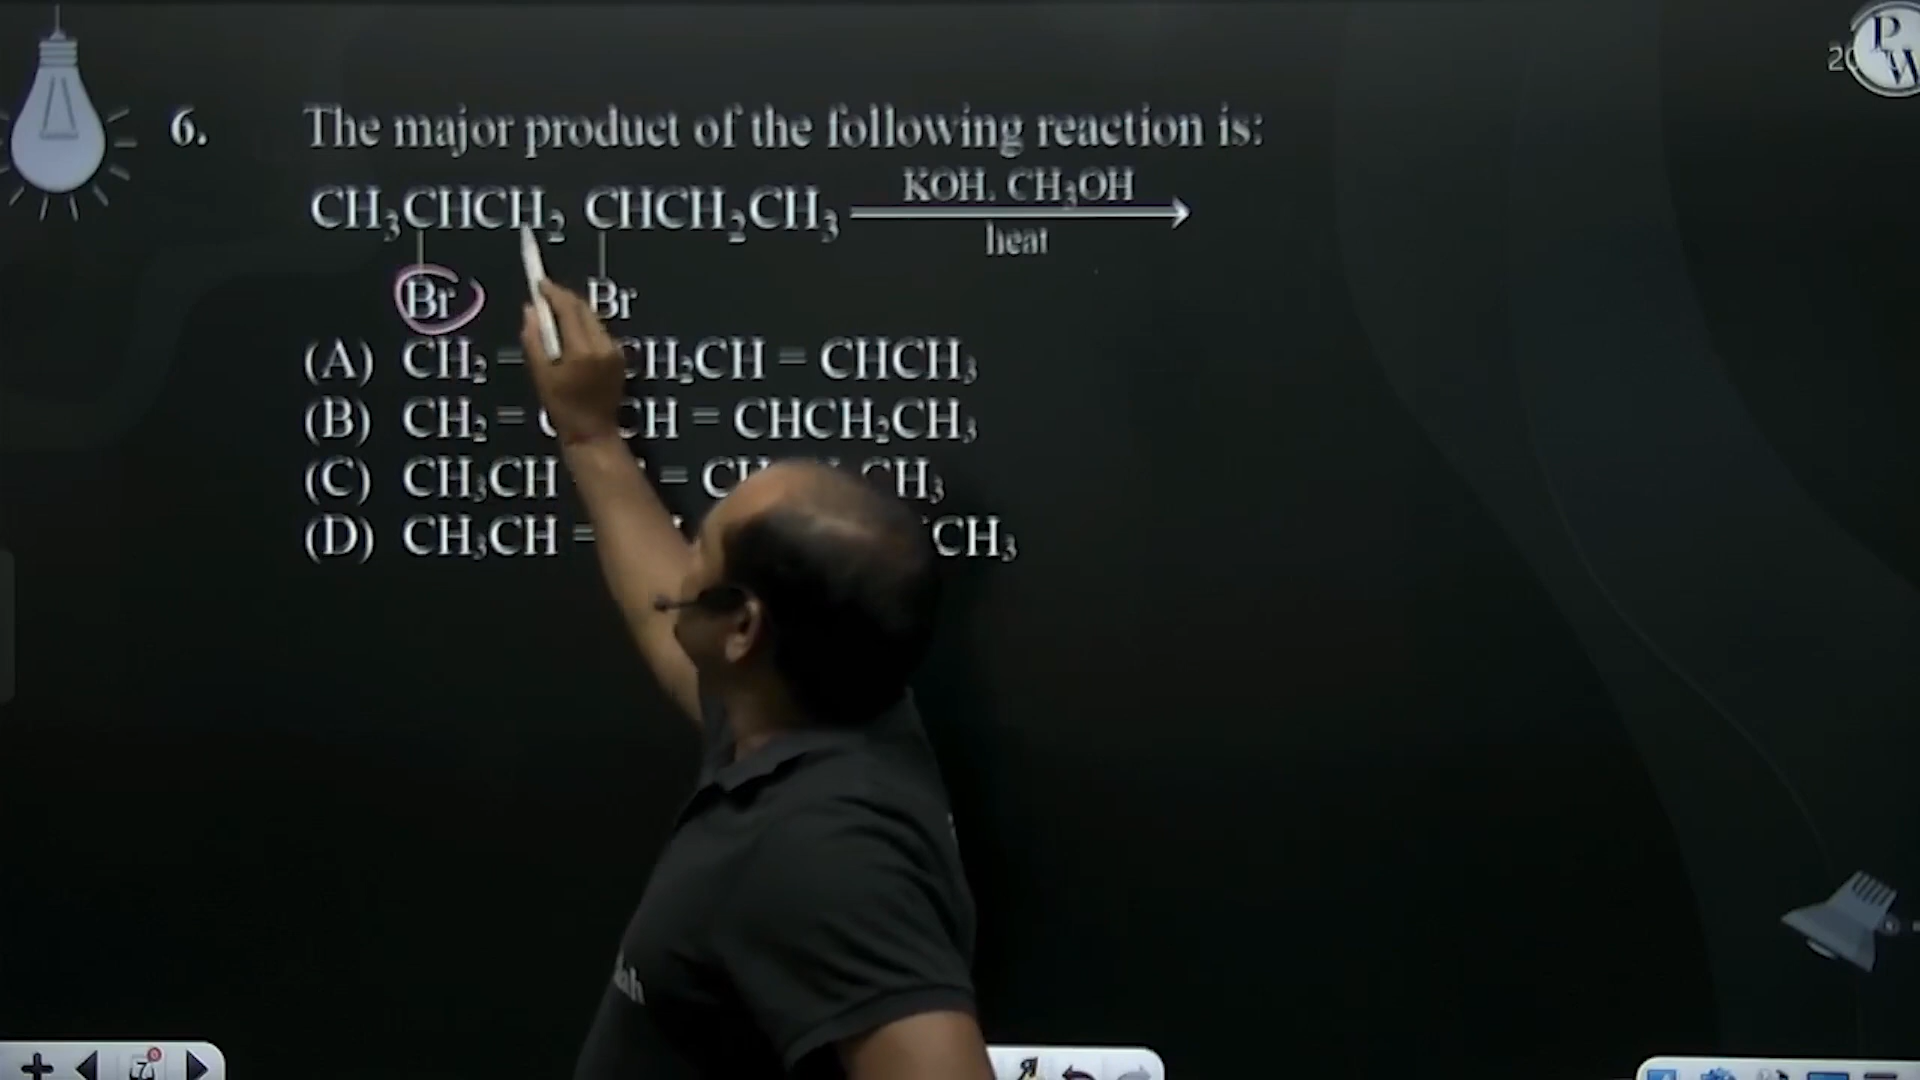 6. The major product of the following reaction is:
CH₃CHCH₂ CHCH₂CH₃ KOH. CH₃OH heat
Br Br
(A) CH₂ = CH₂CH = CHCH₃
(B) CH₂ = CH = CHCH₂CH₃
(C) CH₃CH = CH₃
(D) CH₃CH = CH₃
PW